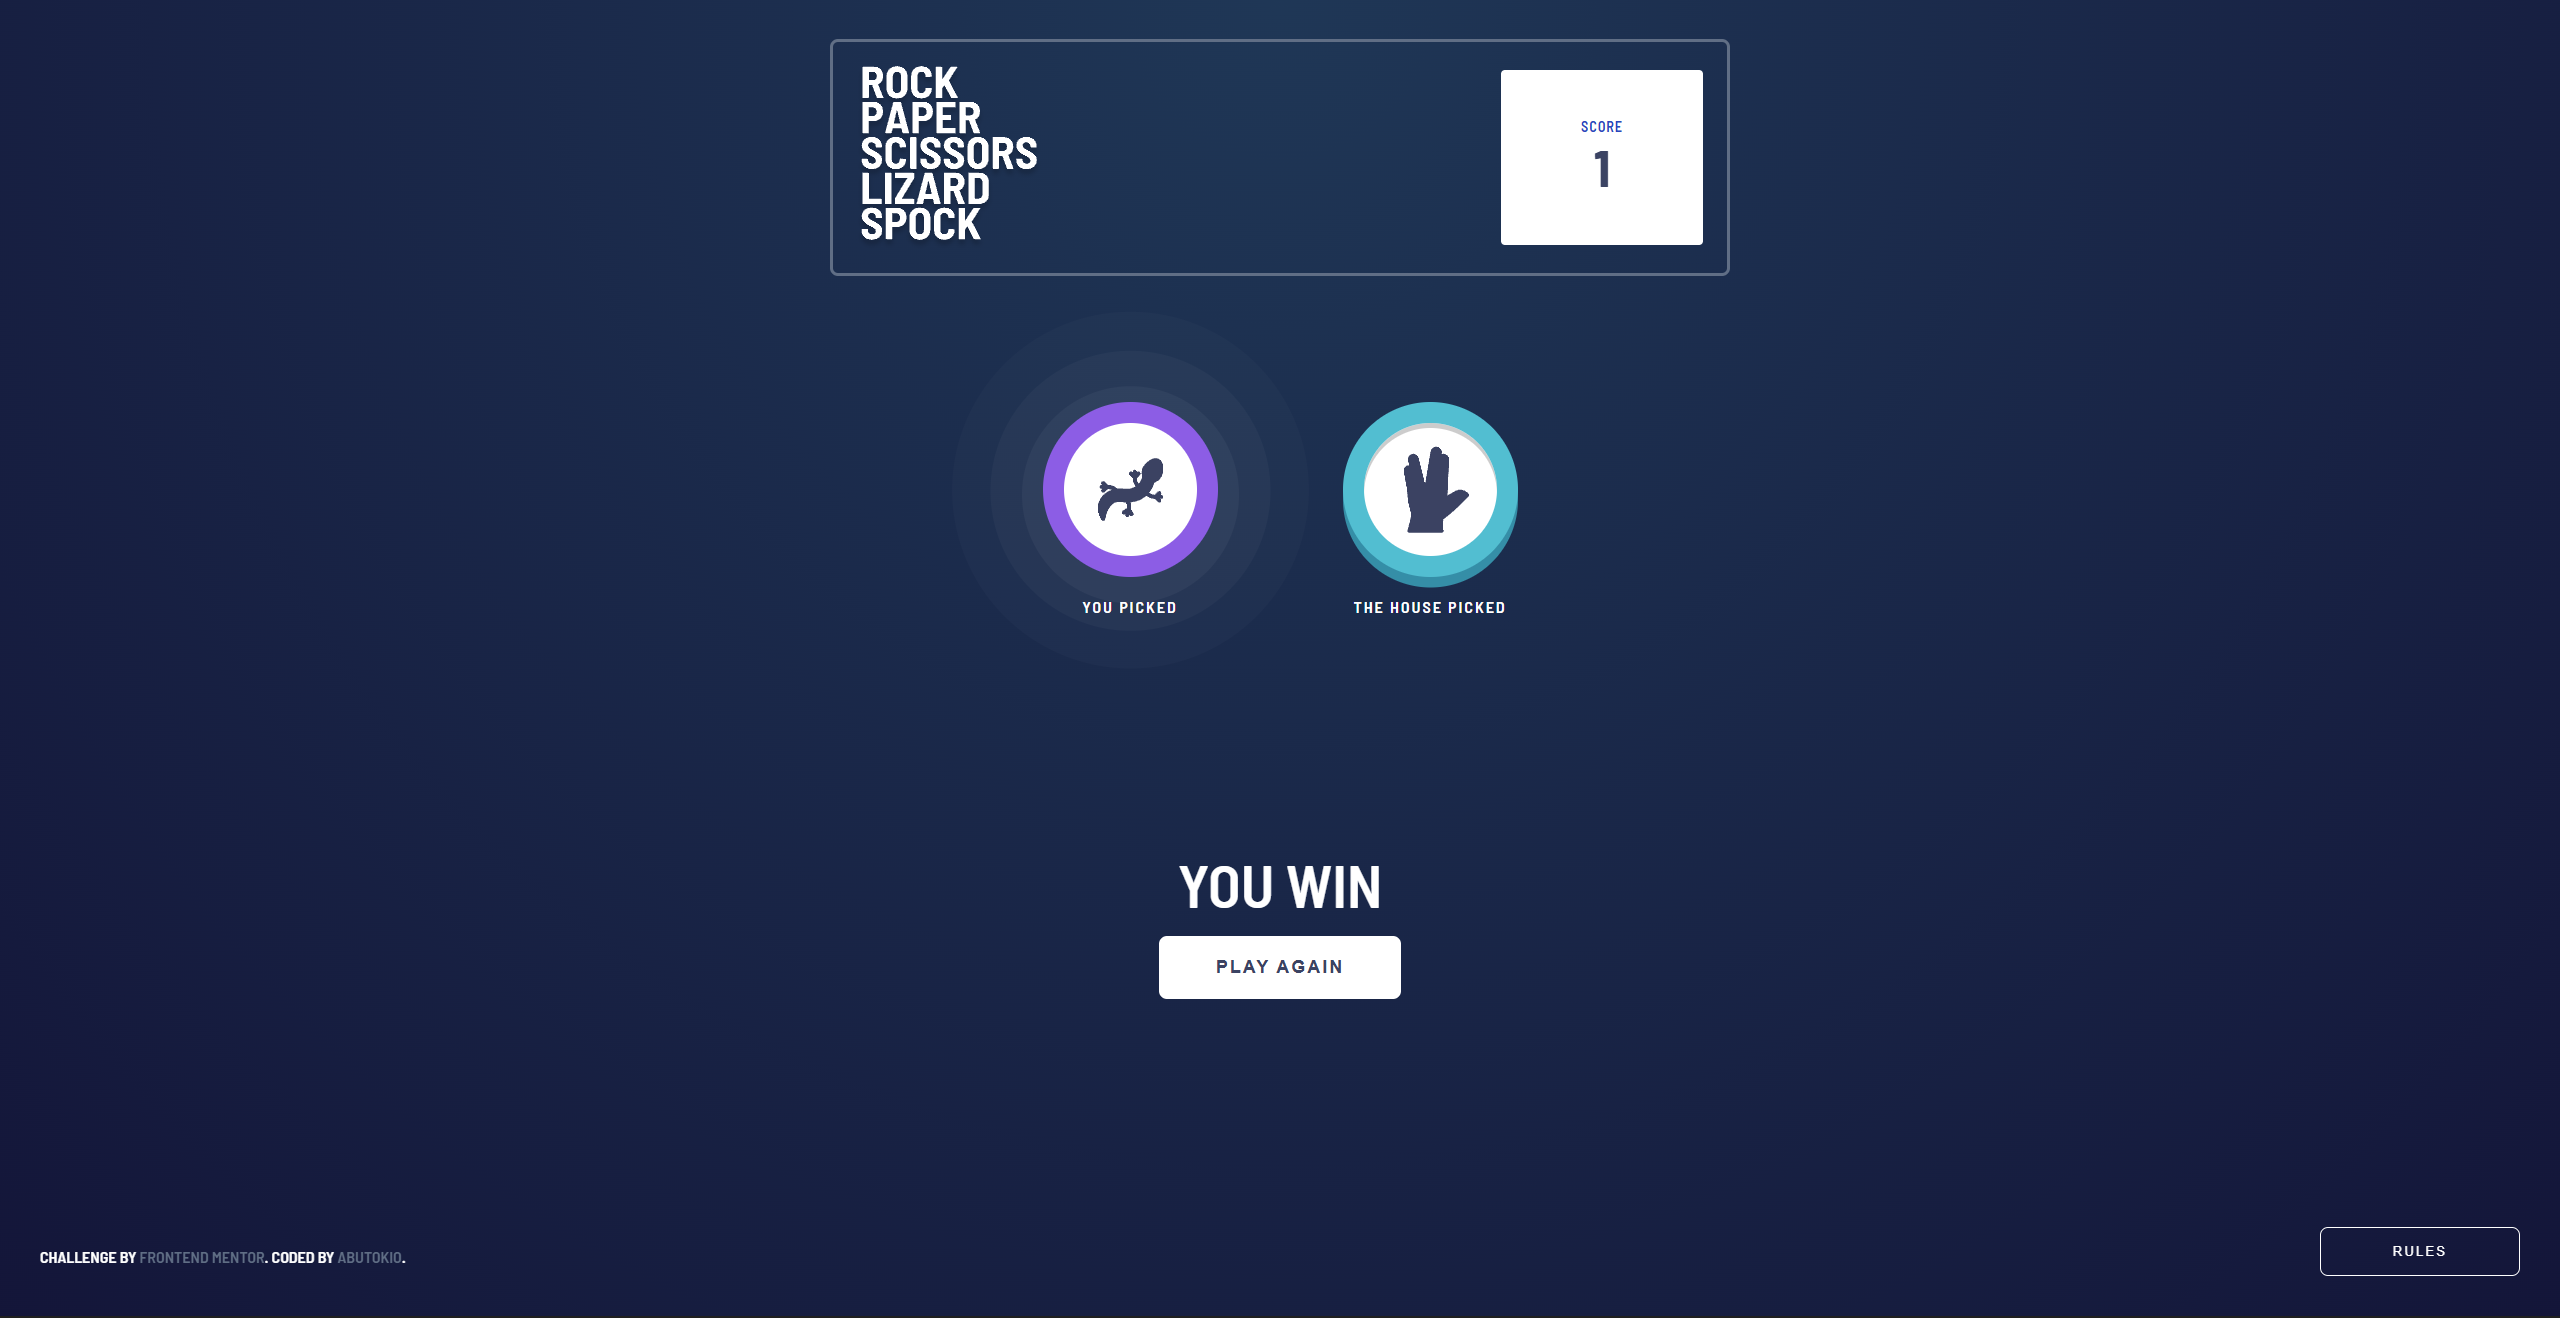 ROCK
PAPER
SCISSORS
LIZARD
SPOCK
SCORE
1
YOU PICKED
THE HOUSE PICKED
YOU WIN
PLAY AGAIN
CHALLENGE BY FRONTEND MENTOR. CODED BY ABUTOKIO.
RULES